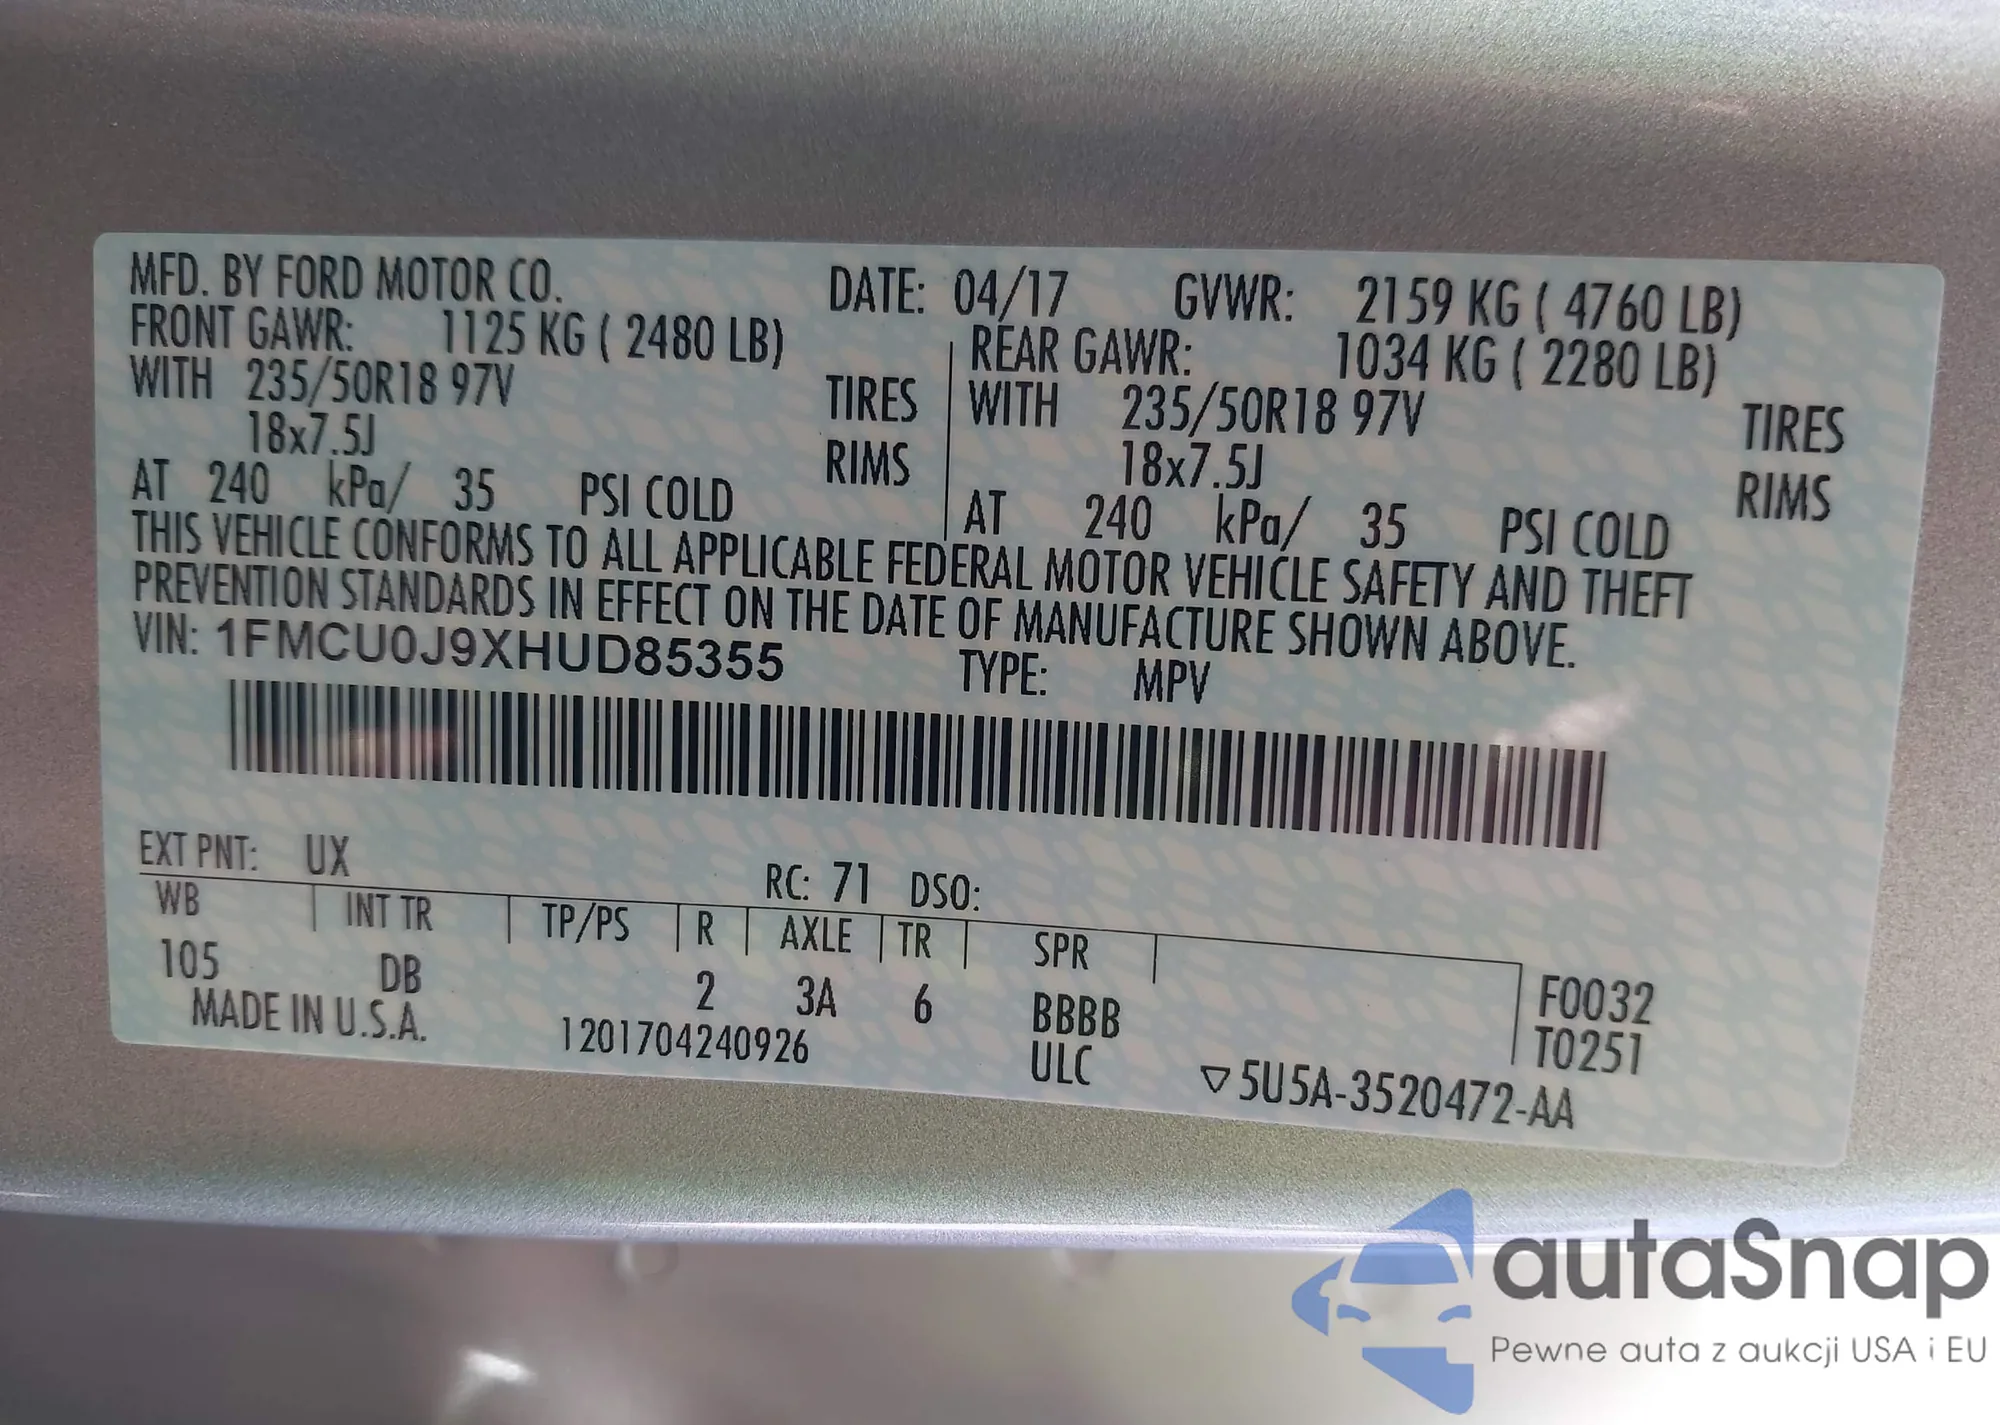 MFD. BY FORD MOTOR CO. DATE: 04/17 GVWR: 2159 KG ( 4760 LB)
FRONT GAWR: 1125 KG ( 2480 LB) REAR GAWR: 1034 KG ( 2280 LB)
WITH 235/50R18 97V TIRES WITH 235/50R18 97V TIRES
18x7.5J RIMS 18x7.5J RIMS
AT 240 kPa/ 35 PSI COLD AT 240 kPa/ 35 PSI COLD
THIS VEHICLE CONFORMS TO ALL APPLICABLE FEDERAL MOTOR VEHICLE SAFETY AND THEFT
PREVENTION STANDARDS IN EFFECT ON THE DATE OF MANUFACTURE SHOWN ABOVE.
VIN: 1FMCU0J9XHUD85355 TYPE: MPV
EXT PNT: UX RC: 71 DSO:
WB INT TR TP/PS R AXLE TR SPR
105 DB 2 3A 6 BBBB F0032
MADE IN U.S.A. 1201704240926 ULC T0251
▽5U5A-3520472-AA
autaSnap
Pewne auta z aukcji USA i EU